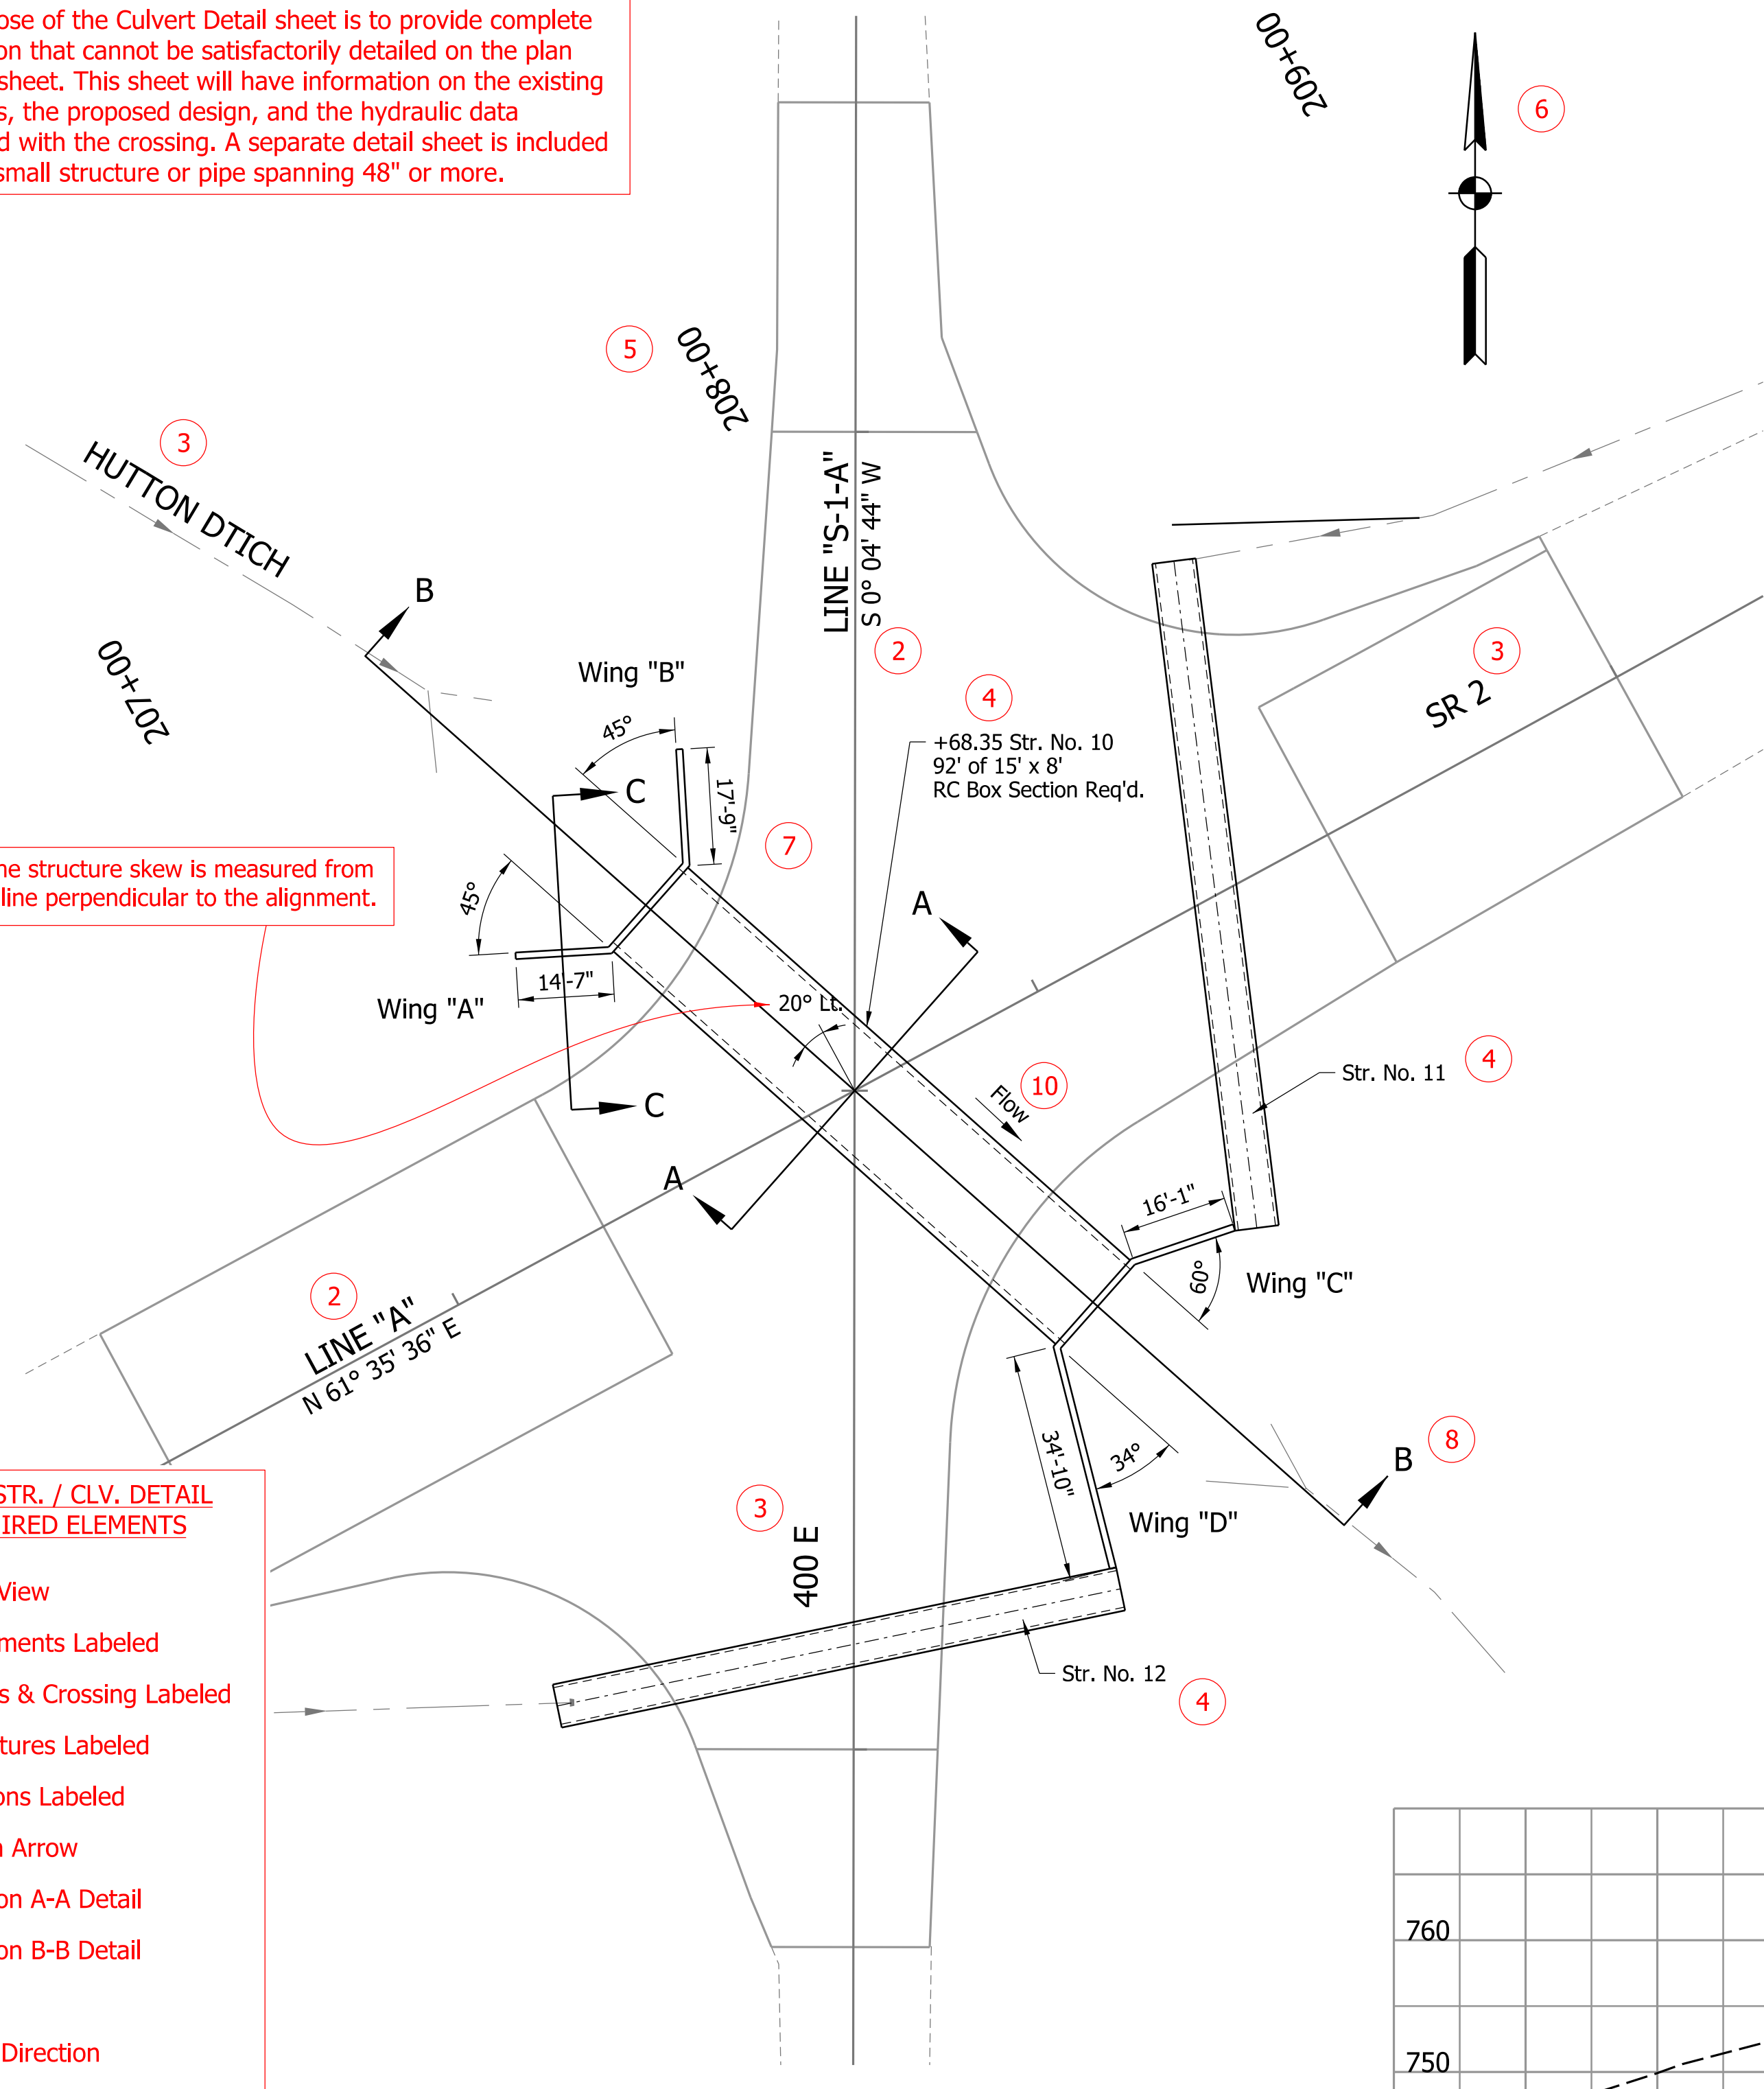 ose of the Culvert Detail sheet is to provide complete
on that cannot be satisfactorily detailed on the plan
sheet. This sheet will have information on the existing
s, the proposed design, and the hydraulic data
d with the crossing. A separate detail sheet is included
small structure or pipe spanning 48" or more.
209+00
6
5
208+00
3
HUTTON DTICH
LINE "S-1-A"
S 0° 04' 44" W
B
207+00
2
3
SR 2
Wing "B"
4
45°
+68.35 Str. No. 10
92' of 15' x 8'
RC Box Section Req'd.
C
17'-9"
7
he structure skew is measured from
line perpendicular to the alignment.
45°
A
14'-7"
20° Lt.
Wing "A"
4
Str. No. 11
10
Flow
C
A
16'-1"
60°
Wing "C"
2
LINE "A"
N 61° 35' 36" E
8
B
34'-10"
34°
3
Wing "D"
400 E
STR. / CLV. DETAIL
IRED ELEMENTS
View
ments Labeled
s & Crossing Labeled
tures Labeled
ons Labeled
n Arrow
on A-A Detail
on B-B Detail
Direction
Str. No. 12
4
760
750